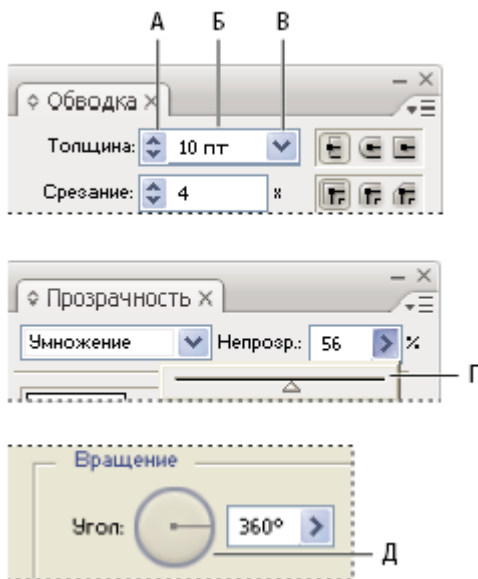 А Б В
Обводка
Толщина: 10 пт
Срезание: 4 x
Прозрачность
Умножение Непрозр.: 56 %
Г
Вращение
Угол: 360°
Д